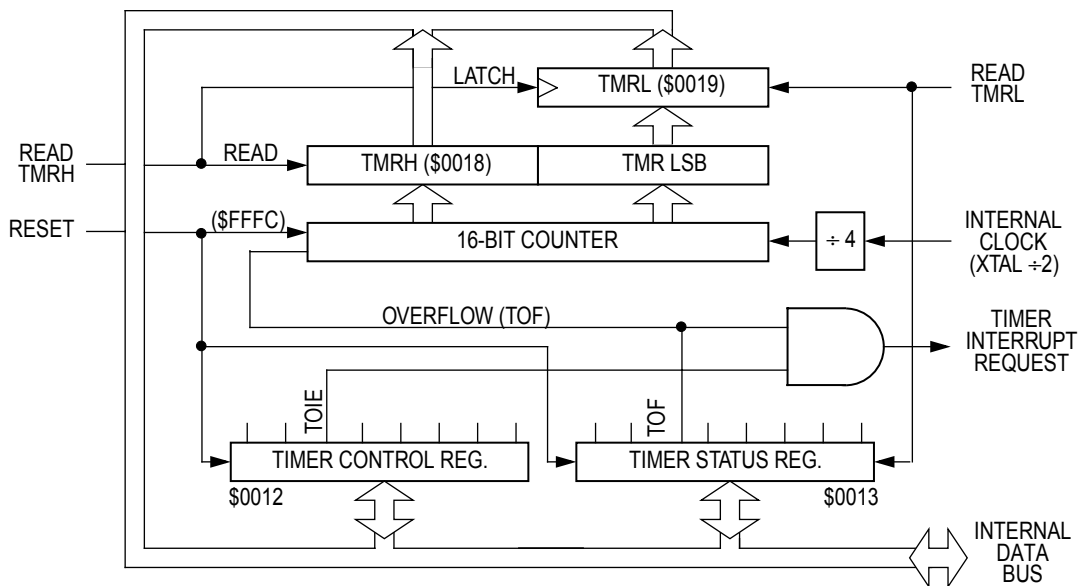 LATCH
TMRL ($0019)
READ
TMRL
READ
TMRH
READ
TMRH ($0018)
TMR LSB
RESET
($FFFC)
16-BIT COUNTER
÷ 4
INTERNAL
CLOCK
(XTAL ÷2)
OVERFLOW (TOF)
TIMER
INTERRUPT
REQUEST
TOIE
TOF
TIMER CONTROL REG.
TIMER STATUS REG.
$0012
$0013
INTERNAL
DATA
BUS